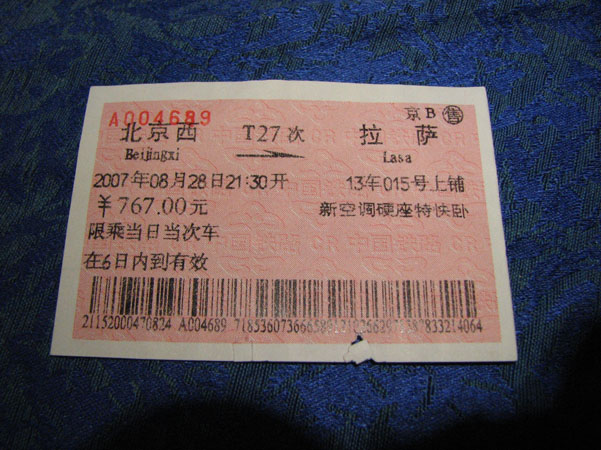 A004689 京B 售
北京西 T27次 拉萨
Beijingxi Lasa
2007年08月28日21:30开 13车015号上铺
￥767.00元 新空调硬座特快卧
限乘当日当次车
在6日内到有效
21152000470824 A004689